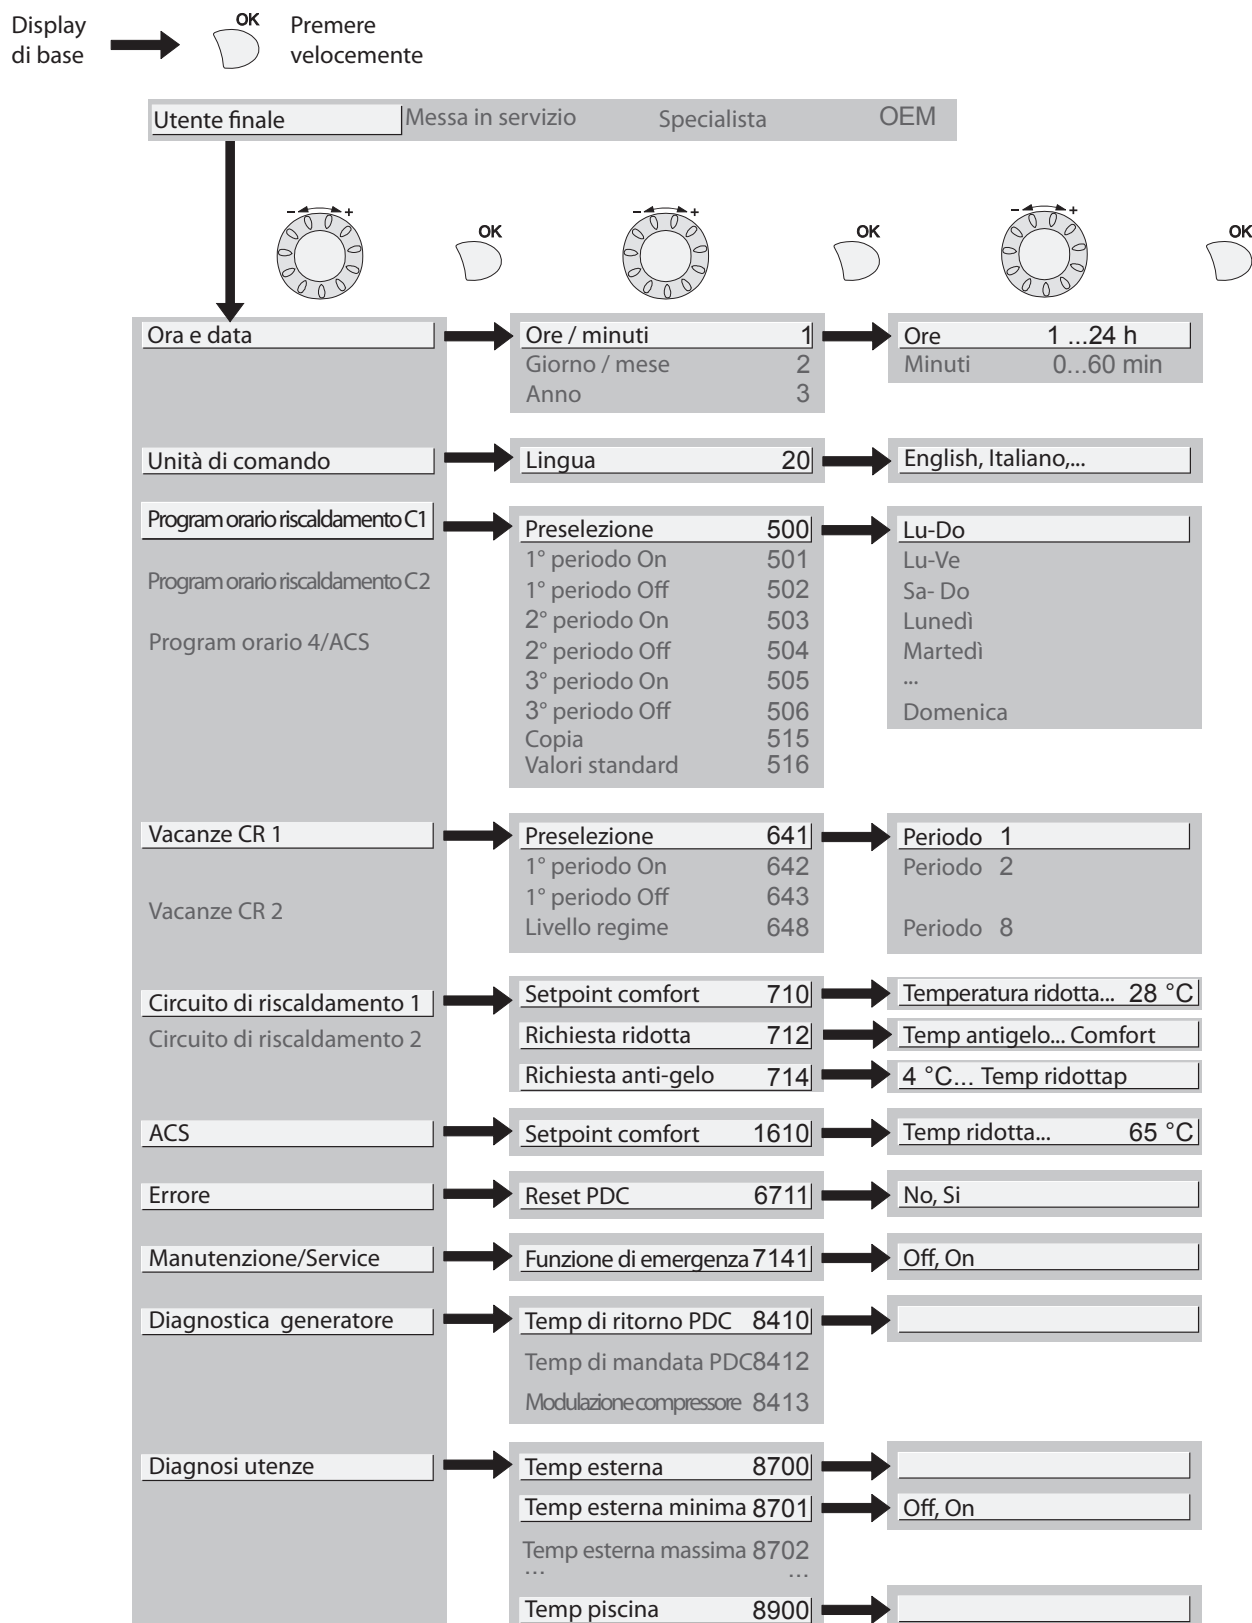 Display
di base
OK
Premere
velocemente
Utente finale Messa in servizio Specialista OEM
- + OK - + OK - + OK
Ora e data Ore / minuti 1 Ore 1 ...24 h
Giorno / mese 2 Minuti 0...60 min
Anno 3
Unità di comando Lingua 20 English, Italiano,...
Program orario riscaldamento C1 Preselezione 500 Lu-Do
1° periodo On 501 Lu-Ve
Program orario riscaldamento C2 1° periodo Off 502 Sa- Do
2° periodo On 503 Lunedì
Program orario 4/ACS 2° periodo Off 504 Martedì
3° periodo On 505 ...
3° periodo Off 506 Domenica
Copia 515
Valori standard 516
Vacanze CR 1 Preselezione 641 Periodo 1
1° periodo On 642 Periodo 2
Vacanze CR 2 1° periodo Off 643
Livello regime 648 Periodo 8
Circuito di riscaldamento 1 Setpoint comfort 710 Temperatura ridotta... 28 °C
Circuito di riscaldamento 2 Richiesta ridotta 712 Temp antigelo... Comfort
Richiesta anti-gelo 714 4 °C... Temp ridottap
ACS Setpoint comfort 1610 Temp ridotta... 65 °C
Errore Reset PDC 6711 No, Si
Manutenzione/Service Funzione di emergenza 7141 Off, On
Diagnostica generatore Temp di ritorno PDC 8410
Temp di mandata PDC8412
Modulazione compressore 8413
Diagnosi utenze Temp esterna 8700
Temp esterna minima 8701 Off, On
Temp esterna massima 8702
... ...
Temp piscina 8900